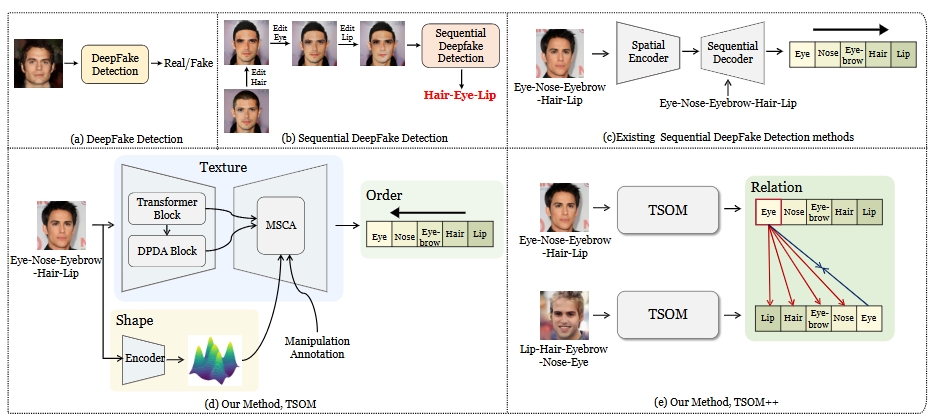 DeepFake
Detection
Real/Fake
(a) DeepFake Detection
Edit
Eye
Edit
Lip
Edit
Hair
Sequential
Deepfake
Detection
Hair-Eye-Lip
(b) Sequential DeepFake Detection
Eye-Nose-Eyebrow
-Hair-Lip
Spatial
Encoder
Sequential
Decoder
Eye-Nose-Eyebrow-Hair-Lip
Eye Nose Eye-
brow Hair Lip
(c)Existing Sequential DeepFake Detection methods
Texture
Transformer
Block
DPDA Block
MSCA
Eye-Nose-Eyebrow
-Hair-Lip
Order
Eye Nose Eye-
brow Hair Lip
Shape
Encoder
Manipulation
Annotation
(d) Our Method, TSOM
Eye-Nose-Eyebrow
-Hair-Lip
TSOM
Relation
Eye Nose Eye-
brow Hair Lip
Lip-Hair-Eyebrow
-Nose-Eye
TSOM
Lip Hair Eye-
brow Nose Eye
(e) Our Method, TSOM++